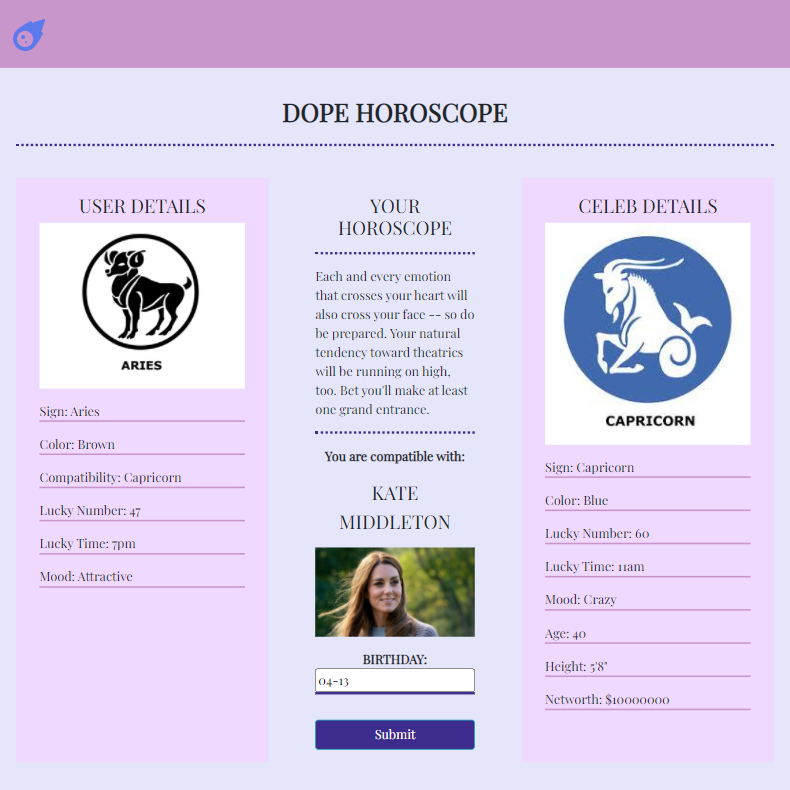 DOPE HOROSCOPE
USER DETAILS
ARIES
Sign: Aries
Color: Brown
Compatibility: Capricorn
Lucky Number: 47
Lucky Time: 7pm
Mood: Attractive
YOUR
HOROSCOPE
Each and every emotion
that crosses your heart will
also cross your face -- so do
be prepared. Your natural
tendency toward theatrics
will be running on high,
too. Bet you'll make at least
one grand entrance.
You are compatible with:
KATE
MIDDLETON
BIRTHDAY:
04-13
Submit
CELEB DETAILS
CAPRICORN
Sign: Capricorn
Color: Blue
Lucky Number: 60
Lucky Time: 11am
Mood: Crazy
Age: 40
Height: 5'8"
Networth: $10000000